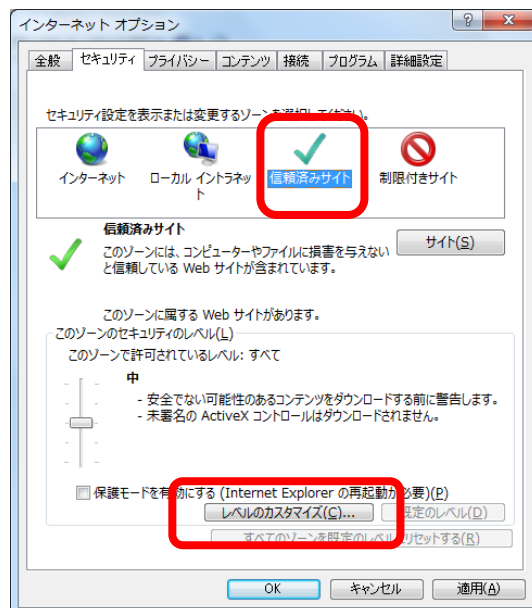 インターネット オプション
全般 セキュリティ プライバシー コンテンツ 接続 プログラム 詳細設定
セキュリティ設定を表示または変更するゾーンを選択してください。
インターネット ローカル イントラネット 信頼済みサイト 制限付きサイト
信頼済みサイト
このゾーンには、コンピューターやファイルに損害を与えない
と信頼している Web サイトが含まれています。
サイト(S)
このゾーンに属する Web サイトがあります。
このゾーンのセキュリティのレベル(L)
このゾーンで許可されているレベル: すべて
中
- 安全でない可能性のあるコンテンツをダウンロードする前に警告します。
- 未署名の ActiveX コントロールはダウンロードされません。
保護モードを有効にする (Internet Explorer の再起動が必要)(P)
レベルのカスタマイズ(C)... 既定のレベル(D)
すべてのゾーンを既定のレベルにリセットする(R)
OK キャンセル 適用(A)